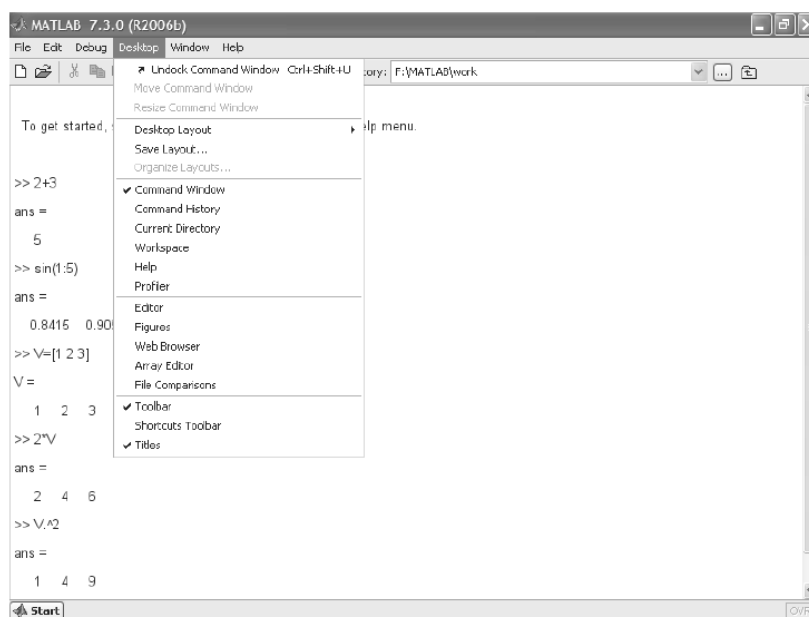 MATLAB 7.3.0 (R2006b)
File Edit Debug Desktop Window Help
ory: F:\MATLAB\work
Undock Command Window Ctrl+Shift+U
Move Command Window
Resize Command Window
Desktop Layout
Save Layout...
Organize Layouts...
Command Window
Command History
Current Directory
Workspace
Help
Profiler
Editor
Figures
Web Browser
Array Editor
File Comparisons
Toolbar
Shortcuts Toolbar
Titles
To get started, elp menu.
>> 2+3
ans =
5
>> sin(1:5)
ans =
0.8415 0.909
>> V=[1 2 3]
V =
1 2 3
>> 2*V
ans =
2 4 6
>> V.^2
ans =
1 4 9
Start OVR